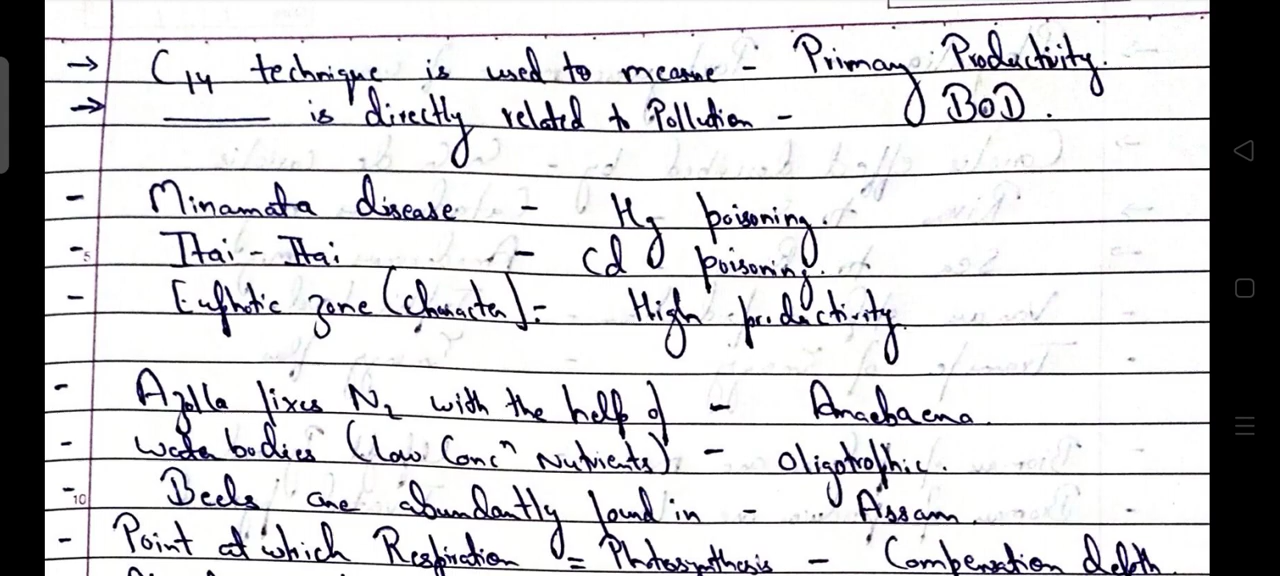 → C14 technique is used to measure - Primary Productivity.
→ ______ is directly related to Pollution - BOD.
- Minamata disease - Hg poisoning.
- Itai - Itai - Cd poisoning.
- Euphotic zone (character) :- High productivity.
- Azolla fixes N2 with the help of - Anaebaena.
- Water bodies (low Concn Nutrients) - Oligotrophic.
- Beels are abundantly found in - Assam.
- Point at which Respiration = Photosynthesis - Compensation depth.